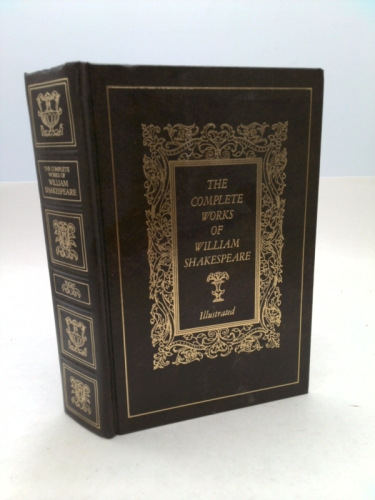 THE COMPLETE
WORKS OF
WILLIAM
SHAKESPEARE
THE
COMPLETE
WORKS
OF
WILLIAM
SHAKESPEARE
Illustrated